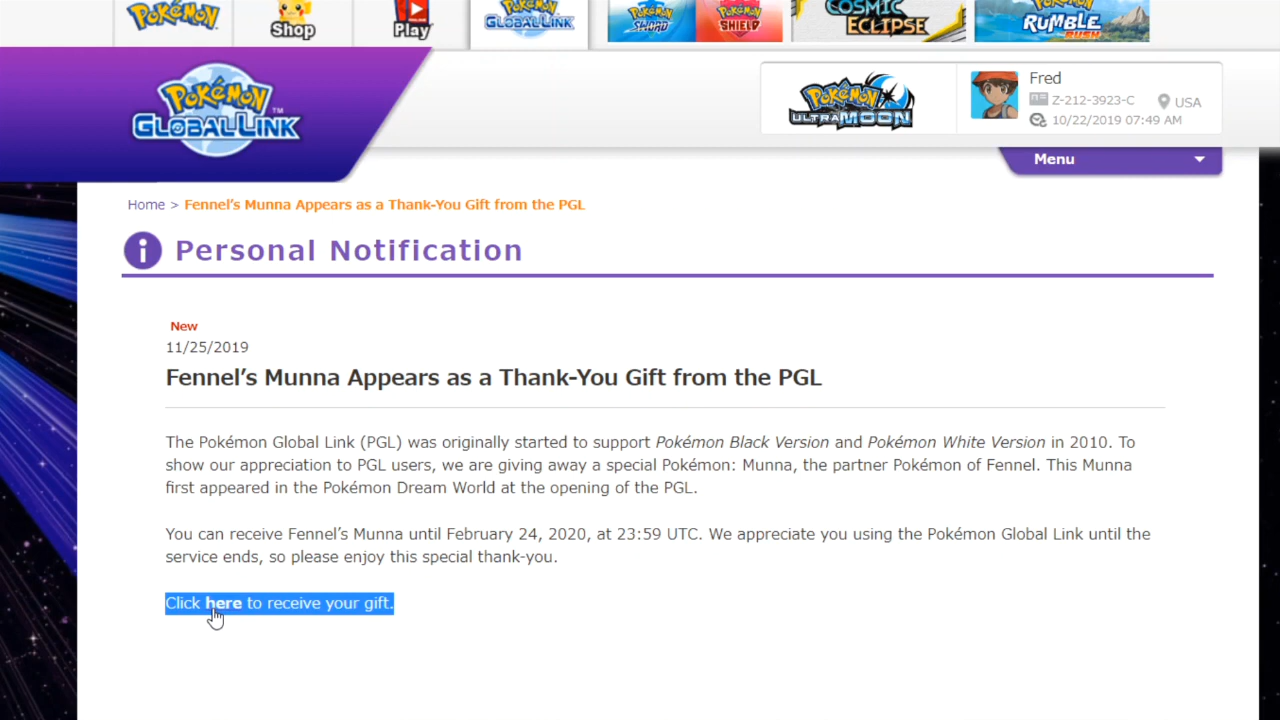 Pokémon
Shop
Play
Pokémon
GlobalLink
Pokémon
Sword
Pokémon
Shield
COSMIC
ECLIPSE
Pokémon
RUMBLE
RUSH
Pokémon™
GlobalLink
Pokémon
ULTRA MOON
Fred
Z-212-3923-C
USA
10/22/2019 07:49 AM
Menu
Home > Fennel’s Munna Appears as a Thank-You Gift from the PGL
i Personal Notification
New
11/25/2019
Fennel’s Munna Appears as a Thank-You Gift from the PGL
The Pokémon Global Link (PGL) was originally started to support Pokémon Black Version and Pokémon White Version in 2010. To
show our appreciation to PGL users, we are giving away a special Pokémon: Munna, the partner Pokémon of Fennel. This Munna
first appeared in the Pokémon Dream World at the opening of the PGL.
You can receive Fennel’s Munna until February 24, 2020, at 23:59 UTC. We appreciate you using the Pokémon Global Link until the
service ends, so please enjoy this special thank-you.
Click here to receive your gift.